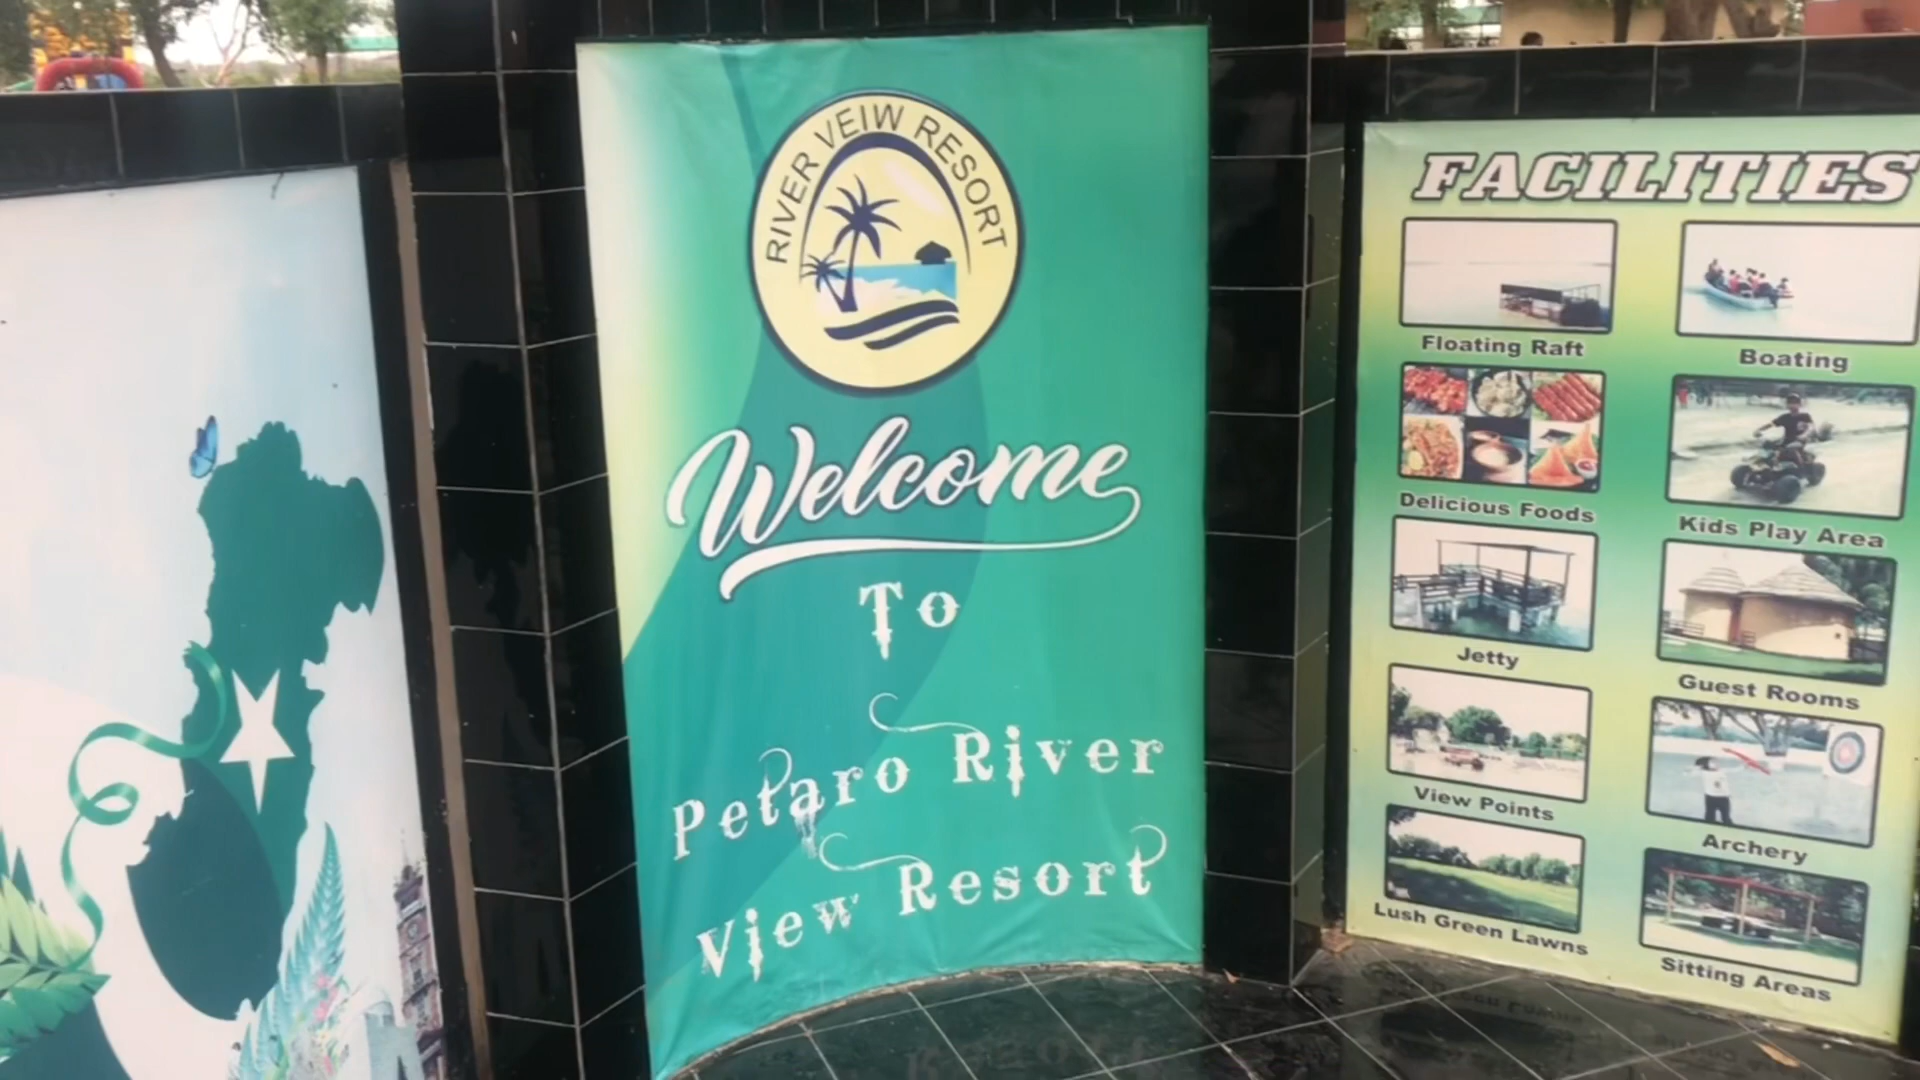 RIVER VEIW RESORT
Welcome
To
Petaro River
View Resort
FACILITIES
Floating Raft
Boating
Delicious Foods
Kids Play Area
Jetty
Guest Rooms
View Points
Archery
Lush Green Lawns
Sitting Areas